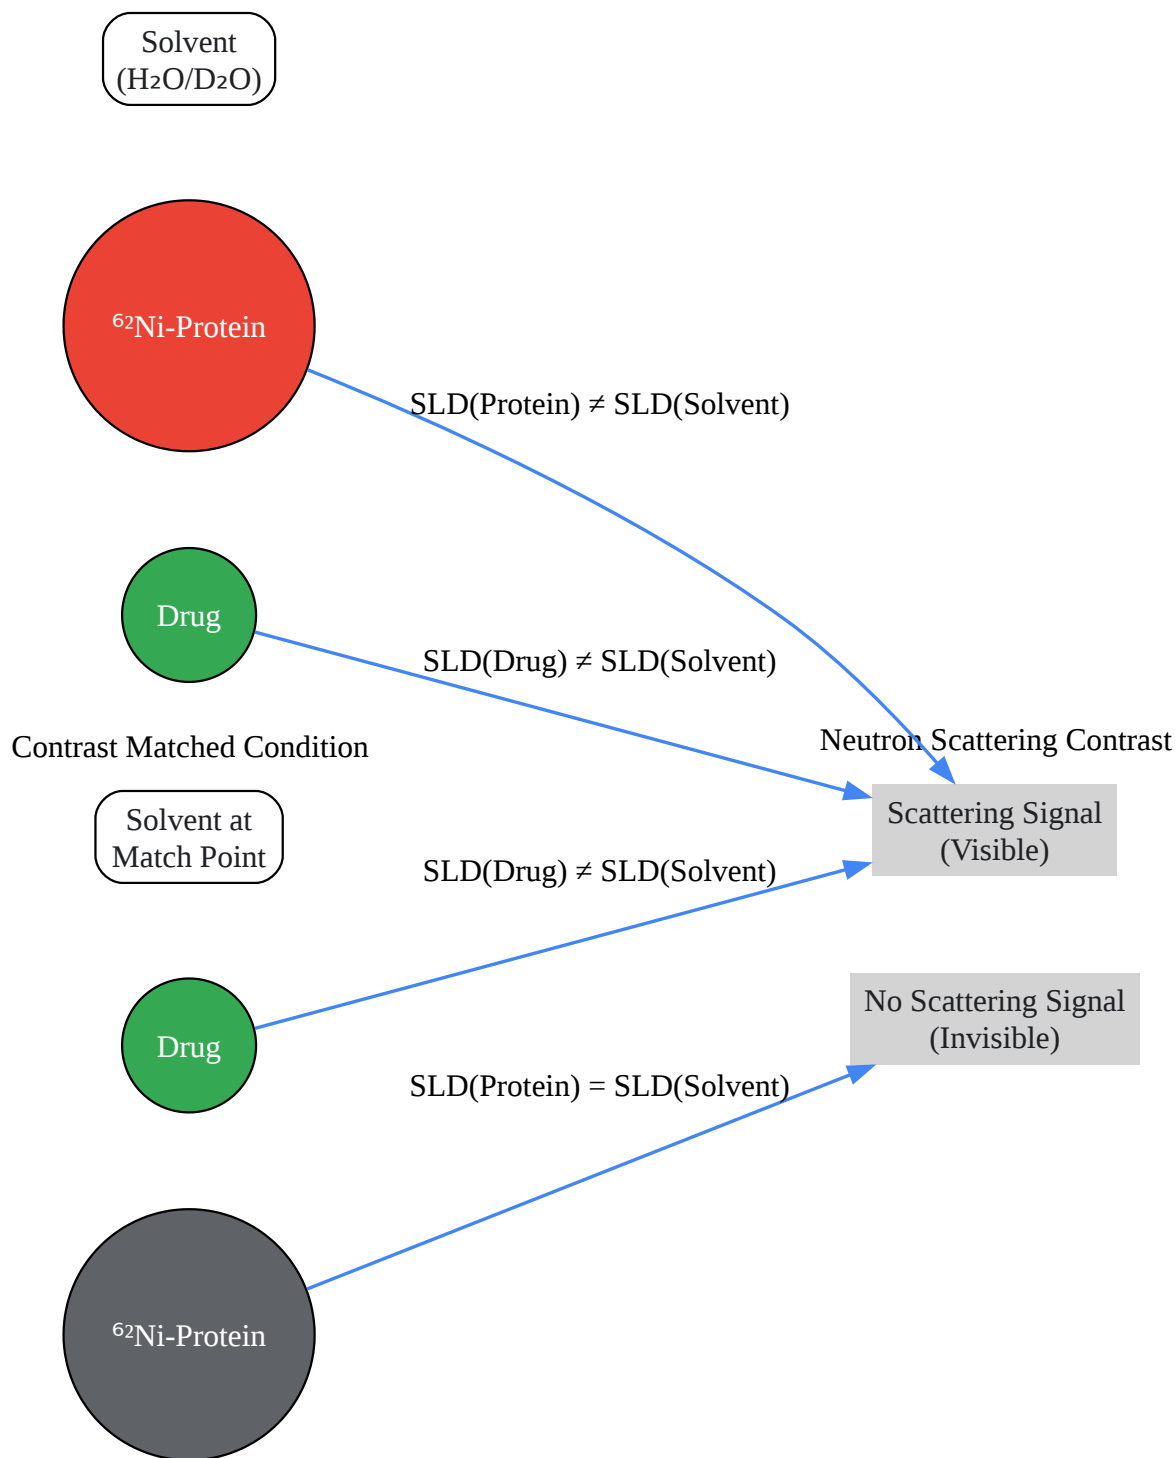 Solvent
(H₂O/D₂O)
⁶²Ni-Protein
SLD(Protein) ≠ SLD(Solvent)
Drug
SLD(Drug) ≠ SLD(Solvent)
Contrast Matched Condition
Neutron Scattering Contrast
Solvent at
Match Point
Scattering Signal
(Visible)
SLD(Drug) ≠ SLD(Solvent)
Drug
No Scattering Signal
(Invisible)
SLD(Protein) = SLD(Solvent)
⁶²Ni-Protein